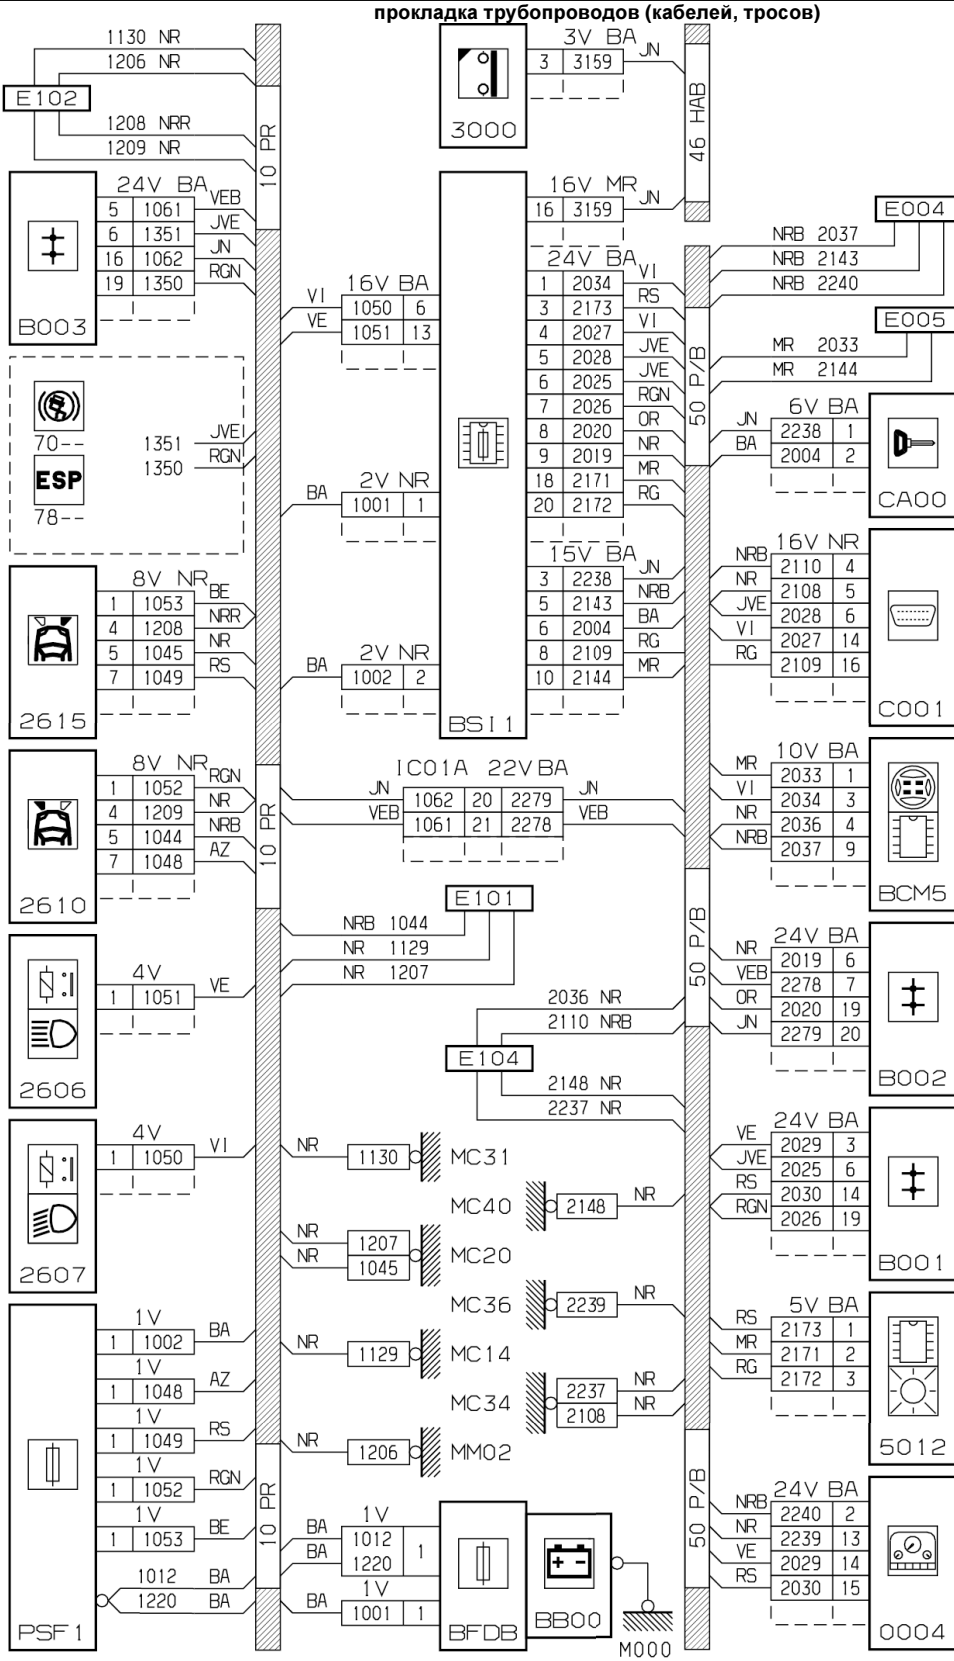 прокладка трубопроводов (кабелей, тросов)
1130 NR
1206 NR
E102
1208 NRR
1209 NR
10 PR
24V BA
5 1061 VEB
6 1351 JVE
16 1062 JN
19 1350 RGN
B003
70--
ESP
78--
1351 JVE
1350 RGN
8V NR
1 1053 BE
4 1208 NRR
5 1045 NR
7 1049 RS
2615
8V NR
1 1052 RGN
4 1209 NR
5 1044 NRB
7 1048 AZ
2610
10 PR
4V
1 1051 VE
2606
4V
1 1050 VI
2607
1V
1 1002 BA
1V
1 1048 AZ
1V
1 1049 RS
1V
1 1052 RGN
1V
1 1053 BE
1012 BA
1220 BA
PSF1
10 PR
3V BA
3 3159 JN
3000
46 HAB
16V MR
16 3159 JN
24V BA
1 2034 VI
3 2173 RS
4 2027 VI
5 2028 JVE
6 2025 JVE
7 2026 RGN
8 2020 OR
9 2019 NR
18 2171 MR
20 2172 RG
15V BA
3 2238 JN
5 2143 NRB
6 2004 BA
8 2109 RG
10 2144 MR
16V BA
VI 1050 6
VE 1051 13
2V NR
BA 1001 1
2V NR
BA 1002 2
BSI1
IC01A 22V BA
JN 1062 20 2279 JN
VEB 1061 21 2278 VEB
E101
NRB 1044
NR 1129
NR 1207
2036 NR
2110 NRB
E104
2148 NR
2237 NR
NR 1130 MC31
MC40 2148 NR
NR 1207
NR 1045
MC20
MC36 2239 NR
NR 1129 MC14
MC34
2237 NR
2108 NR
NR 1206 MM02
1V
BA 1012
BA 1220
1
1V
BA 1001 1
BFDB
BB00
M000
E004
NRB 2037
NRB 2143
NRB 2240
E005
MR 2033
MR 2144
50 P/B
6V BA
JN 2238 1
BA 2004 2
CA00
16V NR
NRB 2110 4
NR 2108 5
JVE 2028 6
VI 2027 14
RG 2109 16
C001
10V BA
MR 2033 1
VI 2034 3
NR 2036 4
NRB 2037 9
BCM5
50 P/B
24V BA
NR 2019 6
VEB 2278 7
OR 2020 19
JN 2279 20
B002
24V BA
VE 2029 3
JVE 2025 6
RS 2030 14
RGN 2026 19
B001
5V BA
RS 2173 1
MR 2171 2
RG 2172 3
5012
50 P/B
24V BA
NRB 2240 2
NR 2239 13
VE 2029 14
RS 2030 15
0004